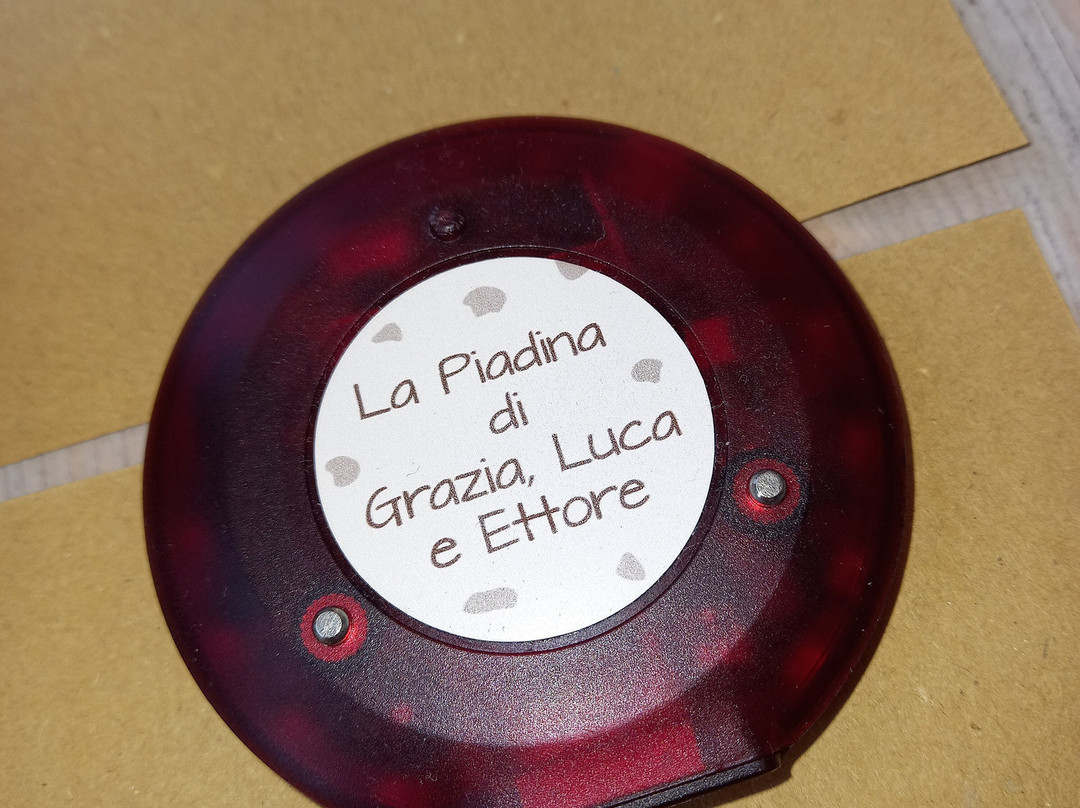 La Piadina
di
Grazia, Luca
e Ettore